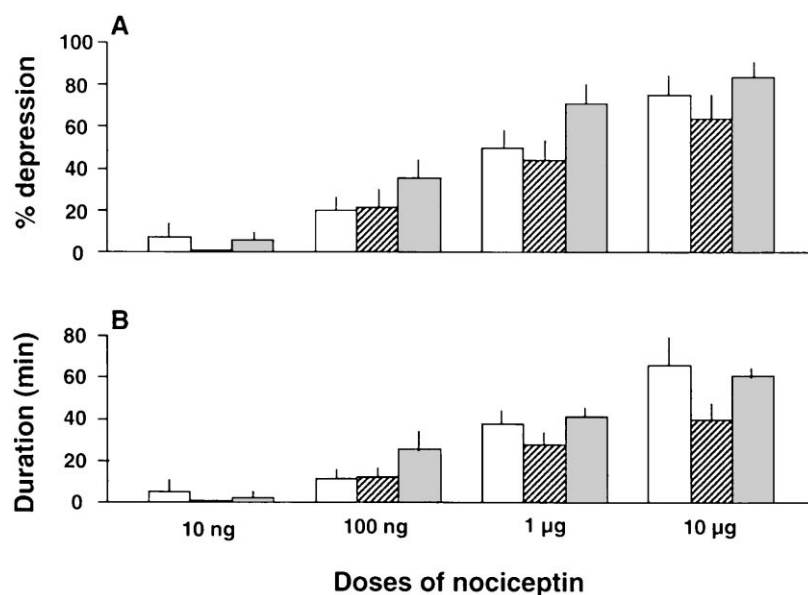 A
% depression
100
80
60
40
20
0
B
Duration (min)
80
60
40
20
0
10 ng 100 ng 1 µg 10 µg
Doses of nociceptin